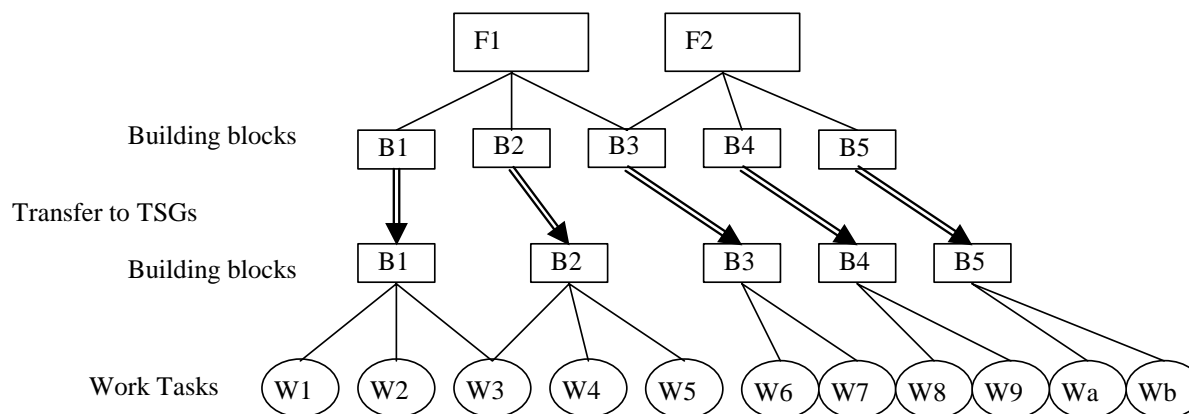 F1 F2
Building blocks B1 B2 B3 B4 B5
Transfer to TSGs
Building blocks B1 B2 B3 B4 B5
Work Tasks W1 W2 W3 W4 W5 W6 W7 W8 W9 Wa Wb